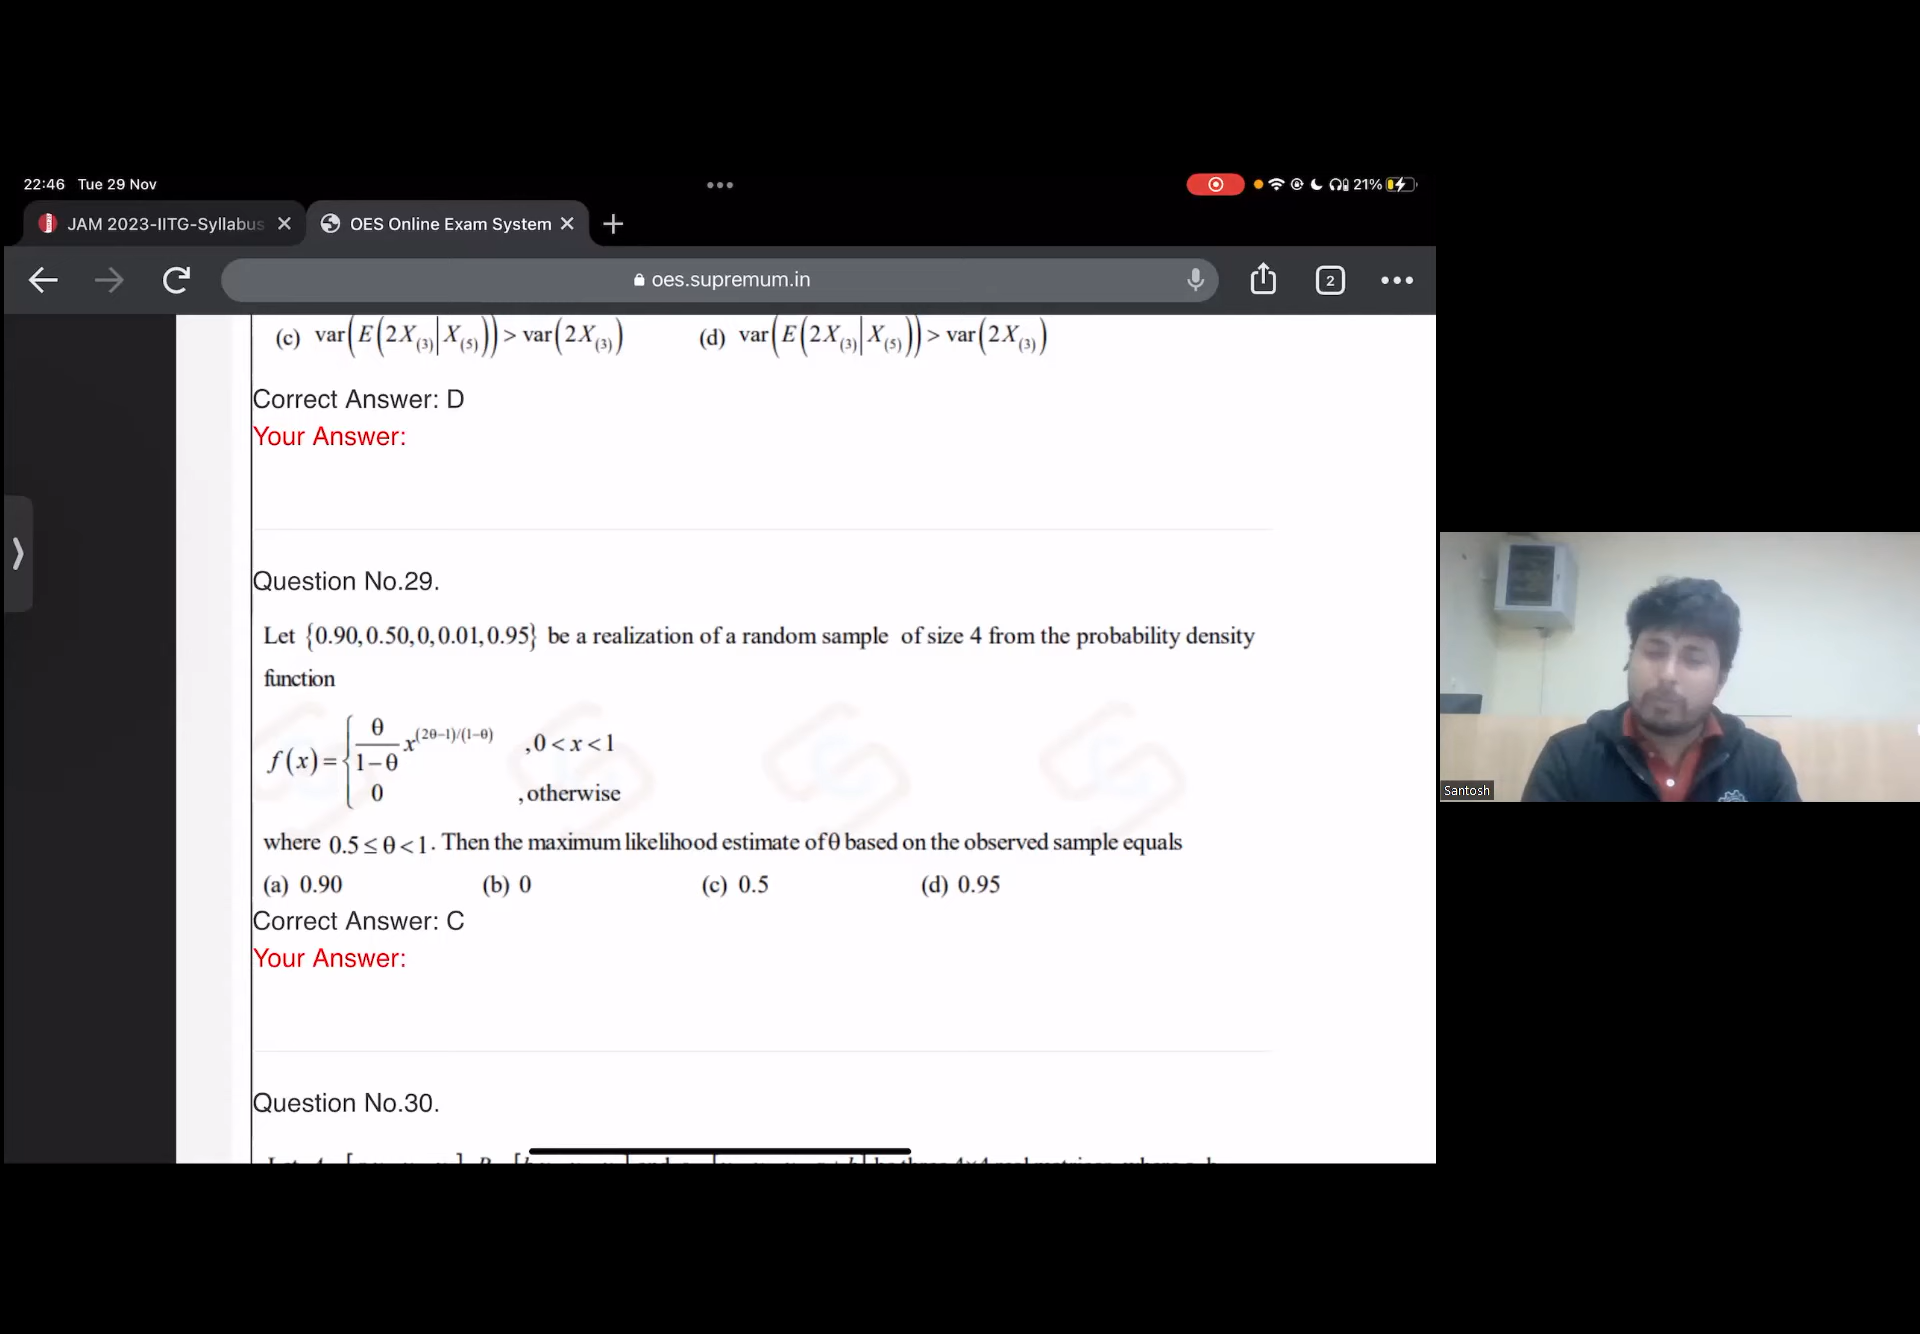 22:46 Tue 29 Nov
21%
JAM 2023-IITG-Syllabus
OES Online Exam System
oes.supremum.in
2
(c) var(E(2X(3)|X(5))) > var(2X(3)) (d) var(E(2X(3)|X(5))) > var(2X(3))
Correct Answer: D
Your Answer:
Question No.29.
Let {0.90,0.50,0,0.01,0.95} be a realization of a random sample of size 4 from the probability density
function
f(x) = { θ/(1−θ) x^((2θ−1)/(1−θ)) ,0<x<1
0 ,otherwise
where 0.5≤θ<1. Then the maximum likelihood estimate of θ based on the observed sample equals
(a) 0.90 (b) 0 (c) 0.5 (d) 0.95
Correct Answer: C
Your Answer:
Question No.30.
Santosh